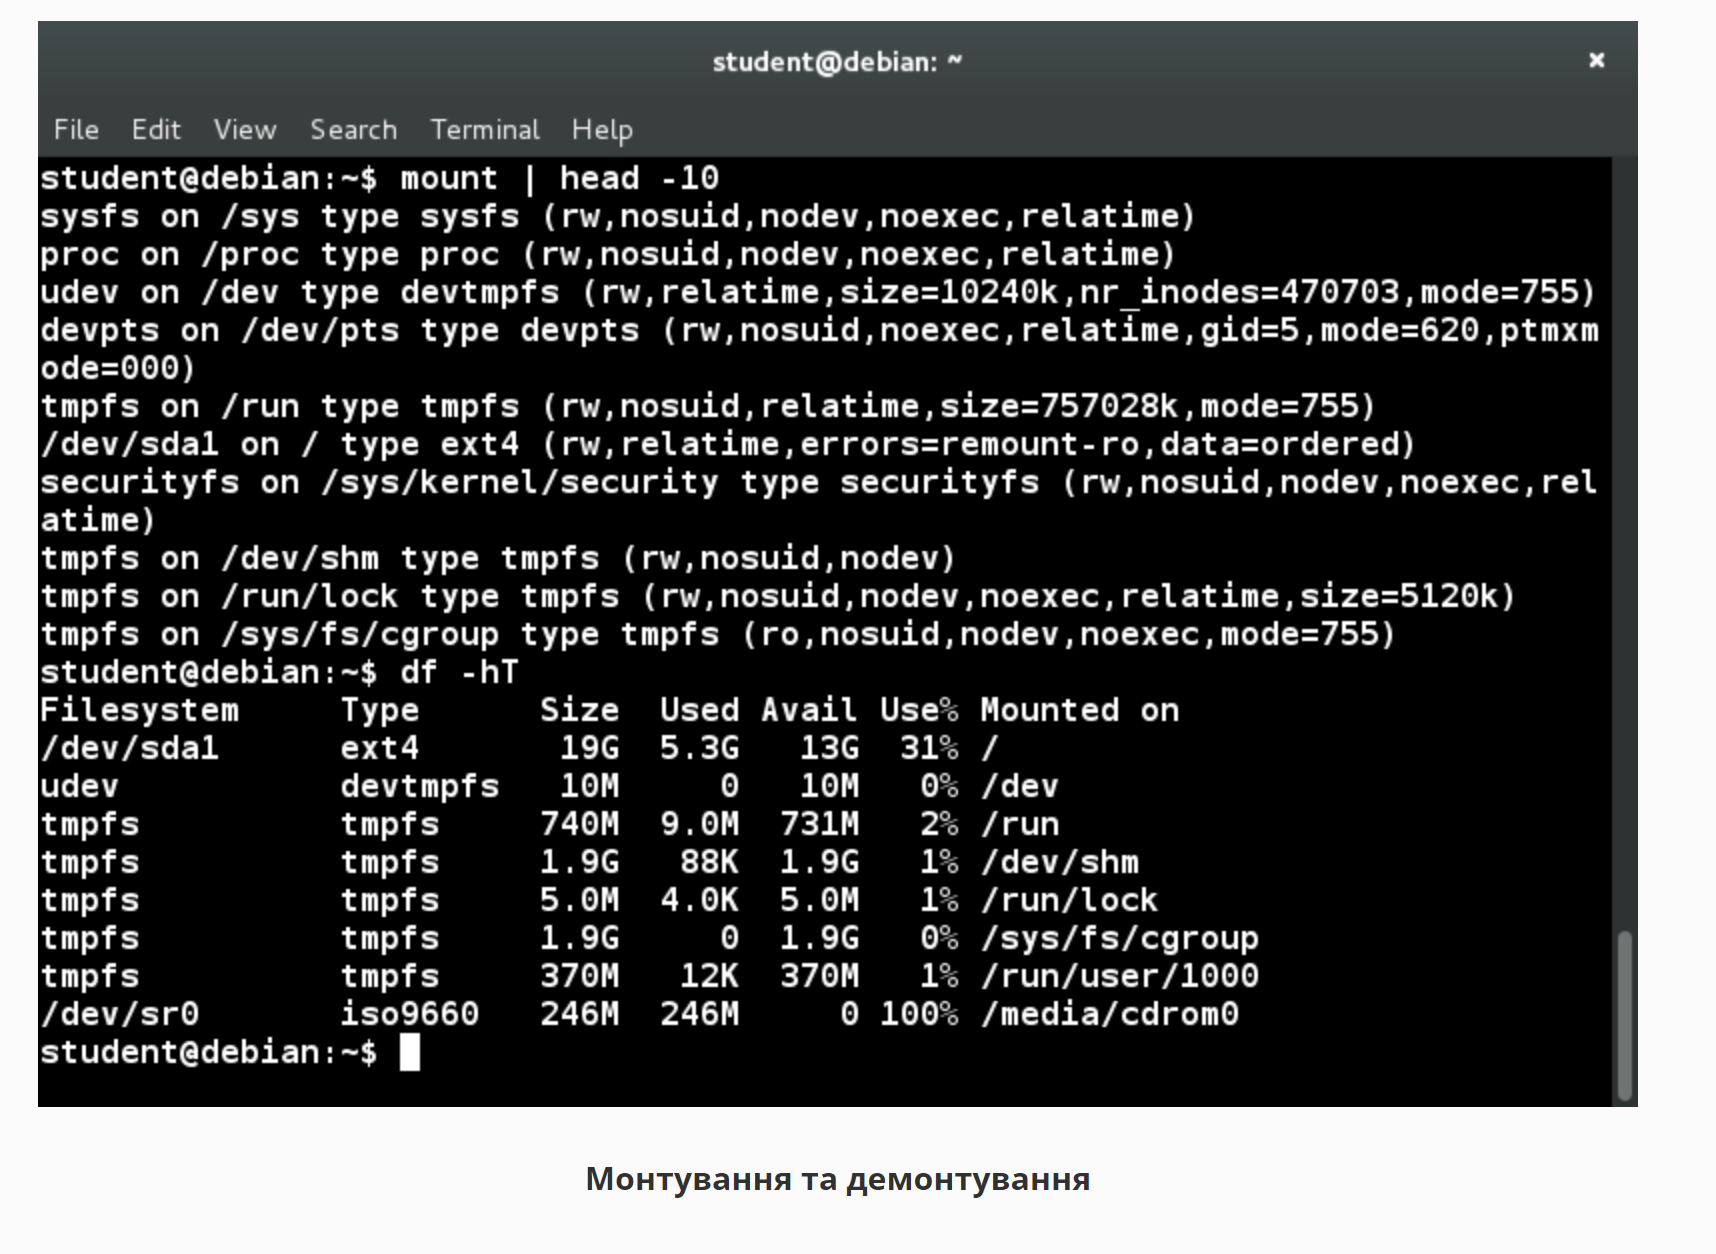 student@debian: ~
×
File Edit View Search Terminal Help
student@debian:~$ mount | head -10
sysfs on /sys type sysfs (rw,nosuid,nodev,noexec,relatime)
proc on /proc type proc (rw,nosuid,nodev,noexec,relatime)
udev on /dev type devtmpfs (rw,relatime,size=10240k,nr_inodes=470703,mode=755)
devpts on /dev/pts type devpts (rw,nosuid,noexec,relatime,gid=5,mode=620,ptmxm
ode=000)
tmpfs on /run type tmpfs (rw,nosuid,relatime,size=757028k,mode=755)
/dev/sda1 on / type ext4 (rw,relatime,errors=remount-ro,data=ordered)
securityfs on /sys/kernel/security type securityfs (rw,nosuid,nodev,noexec,rel
atime)
tmpfs on /dev/shm type tmpfs (rw,nosuid,nodev)
tmpfs on /run/lock type tmpfs (rw,nosuid,nodev,noexec,relatime,size=5120k)
tmpfs on /sys/fs/cgroup type tmpfs (ro,nosuid,nodev,noexec,mode=755)
student@debian:~$ df -hT
Filesystem     Type      Size  Used Avail Use% Mounted on
/dev/sda1      ext4       19G  5.3G   13G  31% /
udev           devtmpfs   10M     0   10M   0% /dev
tmpfs          tmpfs     740M  9.0M  731M   2% /run
tmpfs          tmpfs     1.9G   88K  1.9G   1% /dev/shm
tmpfs          tmpfs     5.0M  4.0K  5.0M   1% /run/lock
tmpfs          tmpfs     1.9G     0  1.9G   0% /sys/fs/cgroup
tmpfs          tmpfs     370M   12K  370M   1% /run/user/1000
/dev/sr0       iso9660   246M  246M     0 100% /media/cdrom0
student@debian:~$
Монтування та демонтування